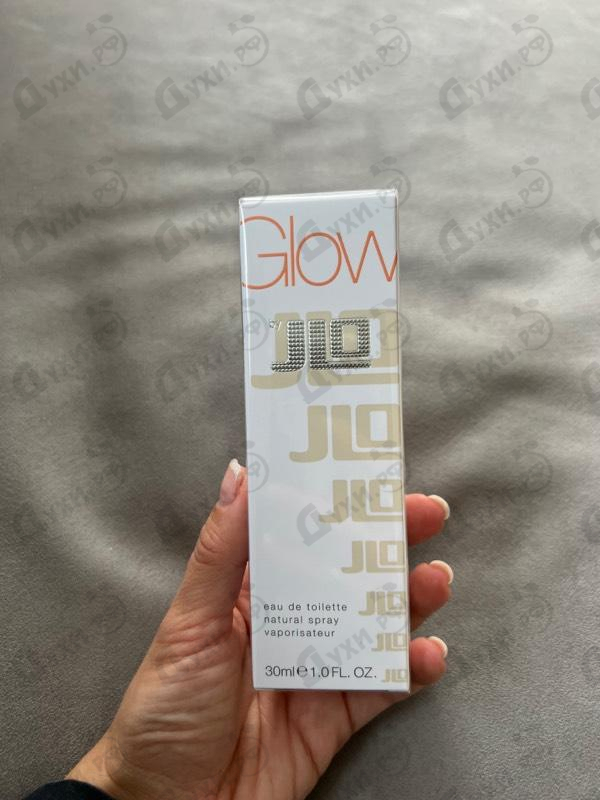 Glow
by
JLO
JLO
JLO
JLO
JLO
JLO
JLO
JLO
eau de toilette
natural spray
vaporisateur
30ml ℮ 1.0 FL. OZ.
Духи.РФ